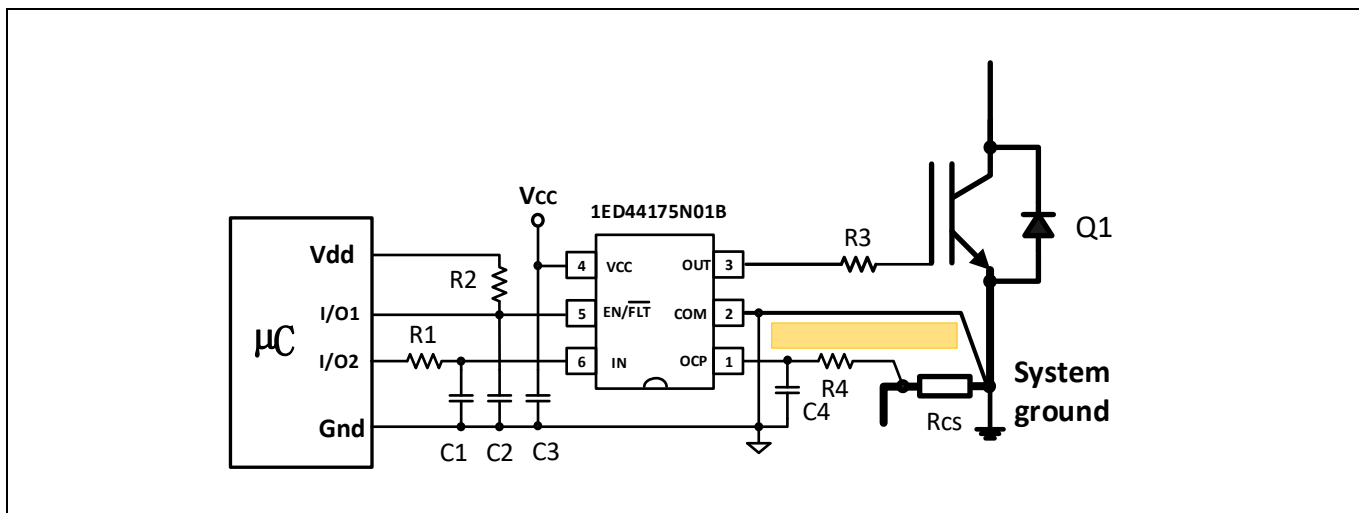 1ED44175N01B
Vcc
µC
Vdd
I/O1
I/O2
Gnd
R1
R2
C1
C2
C3
4
VCC
5
EN/FLT
6
IN
OUT
3
COM
2
OCP
1
R3
Q1
R4
C4
Rcs
System
ground